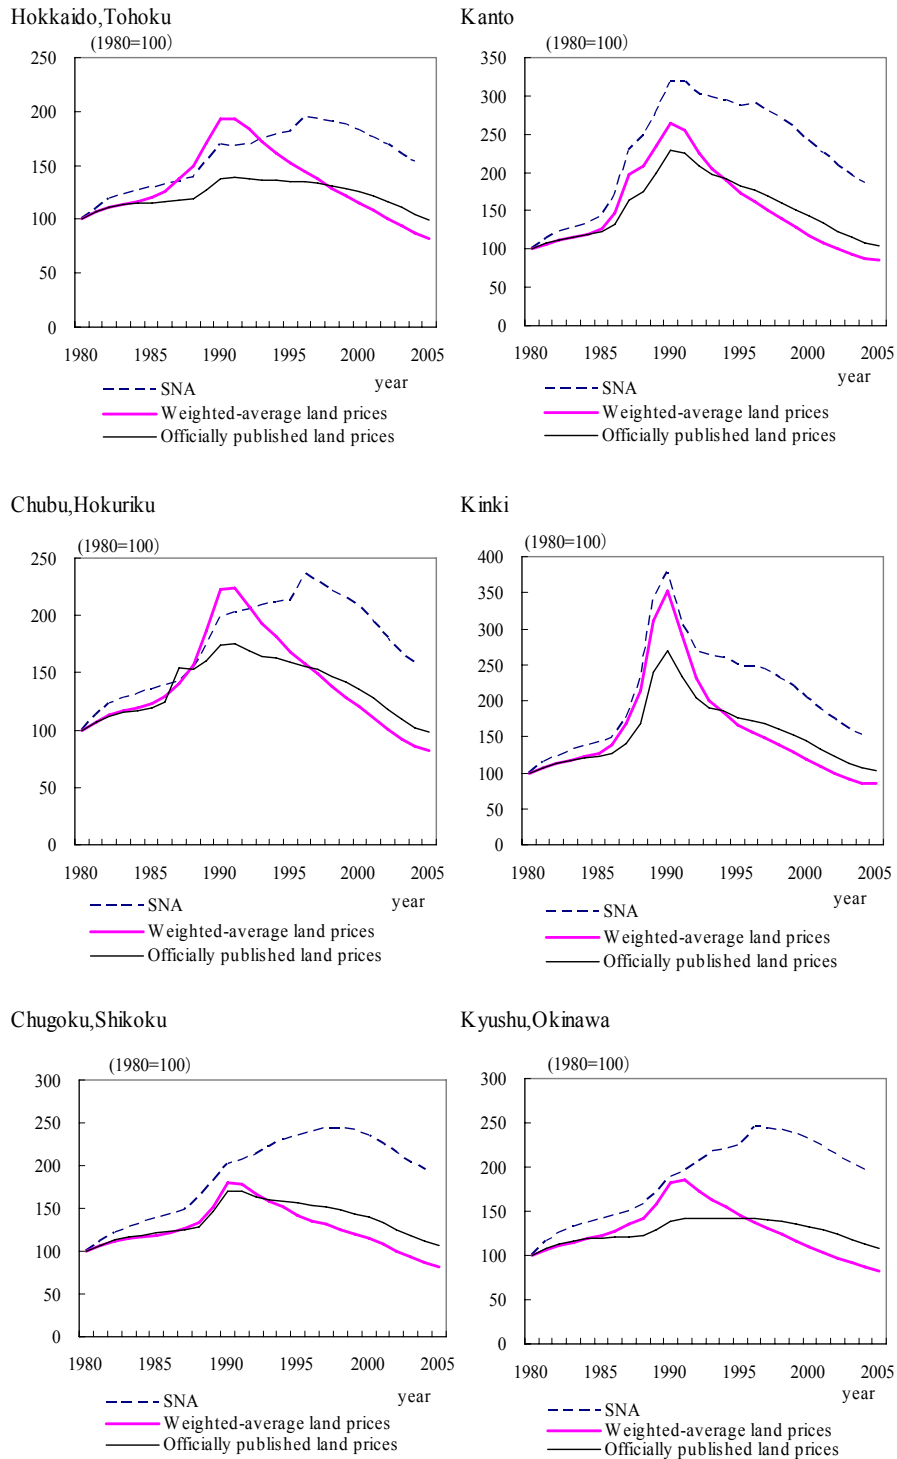 Hokkaido,Tohoku
(1980=100)
250
200
150
100
50
0
1980 1985 1990 1995 2000 2005
year
SNA
Weighted-average land prices
Officially published land prices
Kanto
(1980=100)
350
300
250
200
150
100
50
0
1980 1985 1990 1995 2000 2005
year
SNA
Weighted-average land prices
Officially published land prices
Chubu,Hokuriku
(1980=100)
250
200
150
100
50
0
1980 1985 1990 1995 2000 2005
year
SNA
Weighted-average land prices
Officially published land prices
Kinki
(1980=100)
400
350
300
250
200
150
100
50
0
1980 1985 1990 1995 2000 2005
year
SNA
Weighted-average land prices
Officially published land prices
Chugoku,Shikoku
(1980=100)
300
250
200
150
100
50
0
1980 1985 1990 1995 2000 2005
year
SNA
Weighted-average land prices
Officially published land prices
Kyushu,Okinawa
(1980=100)
300
250
200
150
100
50
0
1980 1985 1990 1995 2000 2005
year
SNA
Weighted-average land prices
Officially published land prices